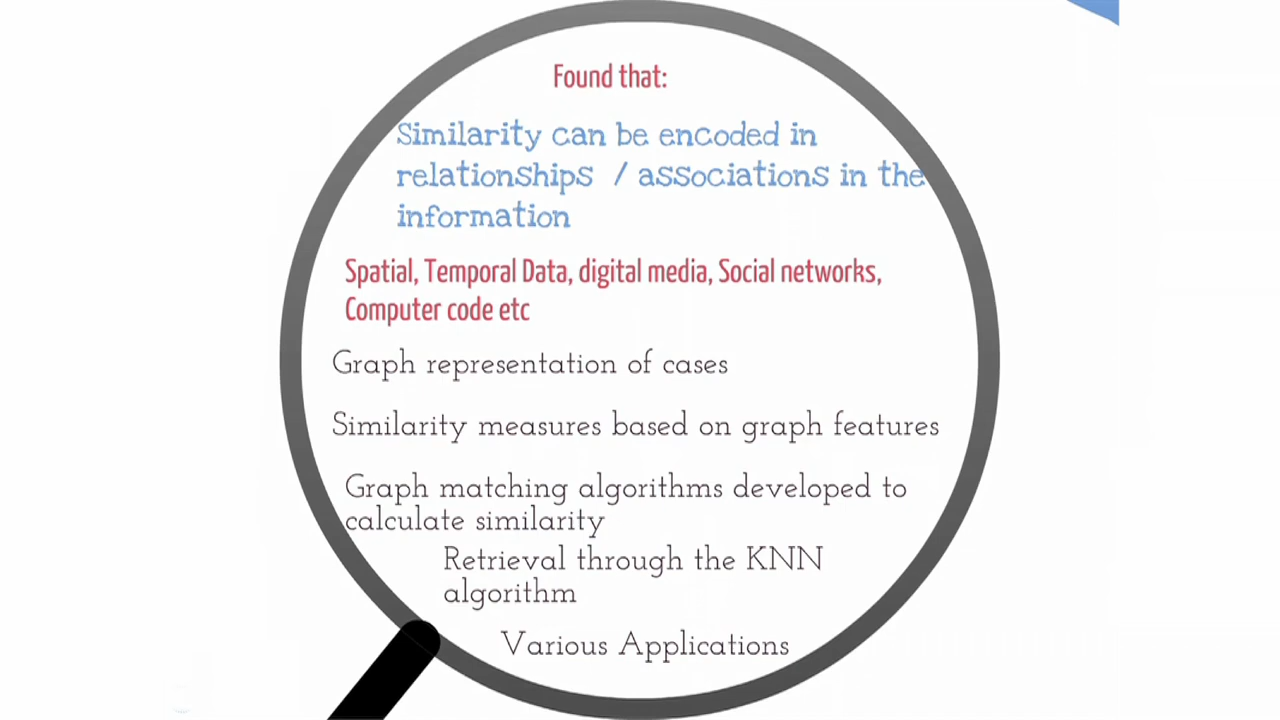 Found that:
Similarity can be encoded in
relationships / associations in the
information
Spatial, Temporal Data, digital media, Social networks,
Computer code etc
Graph representation of cases
Similarity measures based on graph features
Graph matching algorithms developed to
calculate similarity
Retrieval through the KNN
algorithm
Various Applications